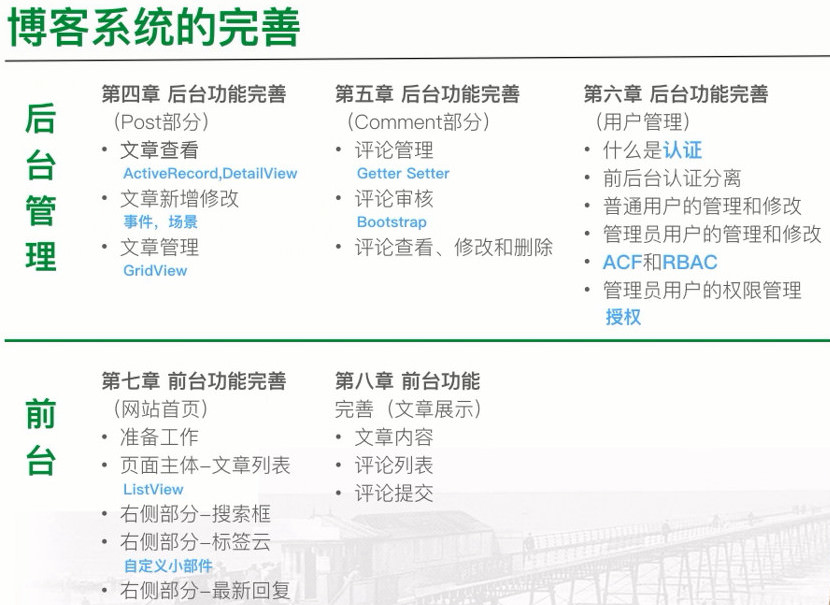 博客系统的完善
后台管理
第四章 后台功能完善
（Post部分）
• 文章查看
ActiveRecord,DetailView
• 文章新增修改
事件，场景
• 文章管理
GridView
第五章 后台功能完善
（Comment部分）
• 评论管理
Getter Setter
• 评论审核
Bootstrap
• 评论查看、修改和删除
第六章 后台功能完善
（用户管理）
• 什么是认证
• 前后台认证分离
• 普通用户的管理和修改
• 管理员用户的管理和修改
• ACF和RBAC
• 管理员用户的权限管理
授权
前台
第七章 前台功能完善
（网站首页）
• 准备工作
• 页面主体–文章列表
ListView
• 右侧部分–搜索框
• 右侧部分–标签云
自定义小部件
• 右侧部分–最新回复
第八章 前台功能
完善（文章展示）
• 文章内容
• 评论列表
• 评论提交